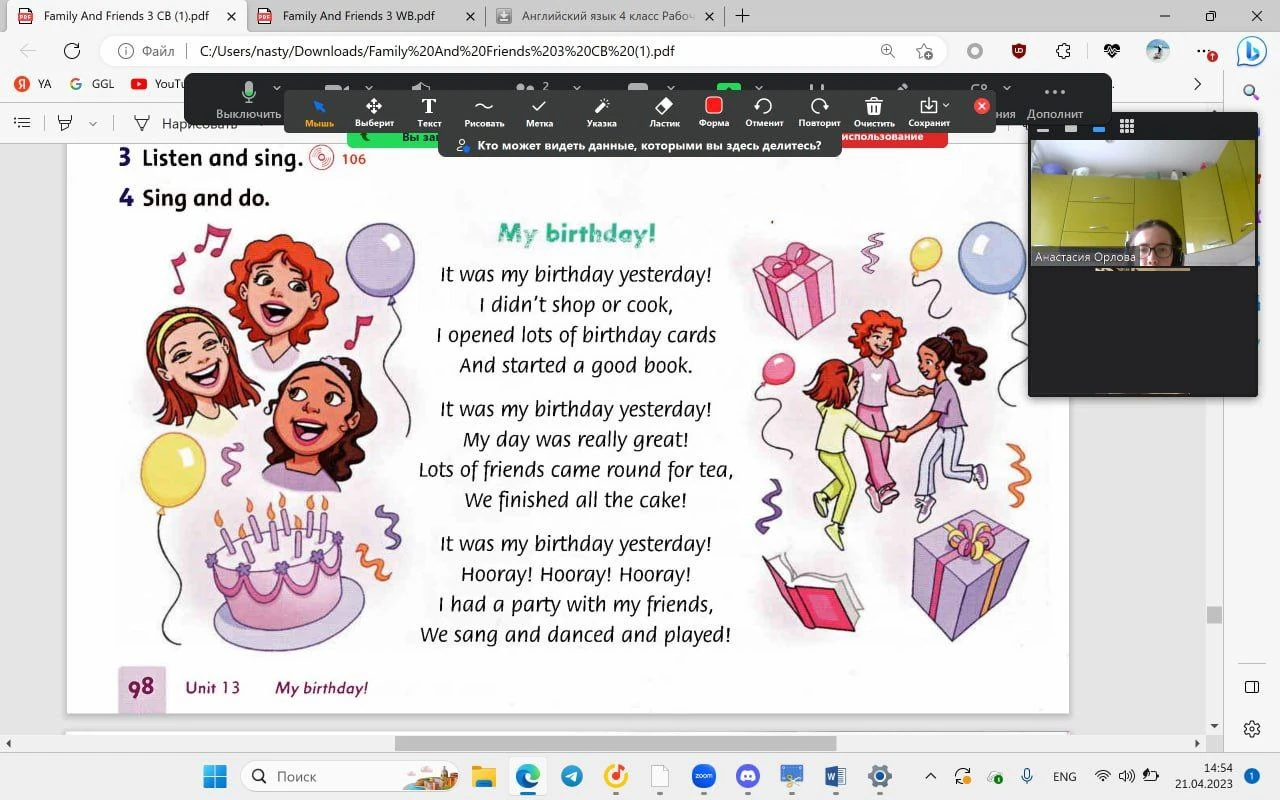 Family And Friends 3 CB (1).pdf
Family And Friends 3 WB.pdf
Английский язык 4 класс Рабоч
Файл
C:/Users/nasty/Downloads/Family%20And%20Friends%203%20CB%20(1).pdf
YA
GGL
Выключить
Мышь
Выберит
Текст
Рисовать
Метка
Указка
Ластик
Форма
Отменит
Повторит
Очистить
Сохранит
ния
Дополнит
2
Рисовать
Вы за
использование
Кто может видеть данные, которыми вы здесь делитесь?
Анастасия Орлова
3 Listen and sing. 106
4 Sing and do.
My birthday!
It was my birthday yesterday!
I didn't shop or cook,
I opened lots of birthday cards
And started a good book.
It was my birthday yesterday!
My day was really great!
Lots of friends came round for tea,
We finished all the cake!
It was my birthday yesterday!
Hooray! Hooray! Hooray!
I had a party with my friends,
We sang and danced and played!
98 Unit 13 My birthday!
Поиск
zoom
ENG
14:54
21.04.2023
1